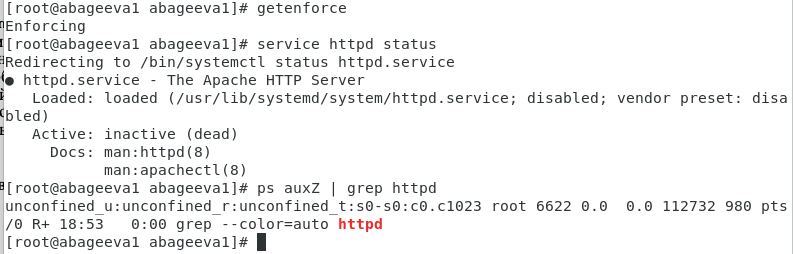 [root@abageeva1 abageeva1]# getenforce
Enforcing
[root@abageeva1 abageeva1]# service httpd status
Redirecting to /bin/systemctl status httpd.service
● httpd.service - The Apache HTTP Server
   Loaded: loaded (/usr/lib/systemd/system/httpd.service; disabled; vendor preset: disa
bled)
   Active: inactive (dead)
     Docs: man:httpd(8)
           man:apachectl(8)
[root@abageeva1 abageeva1]# ps auxZ | grep httpd
unconfined_u:unconfined_r:unconfined_t:s0-s0:c0.c1023 root 6622 0.0  0.0 112732 980 pts
/0 R+ 18:53   0:00 grep --color=auto httpd
[root@abageeva1 abageeva1]#